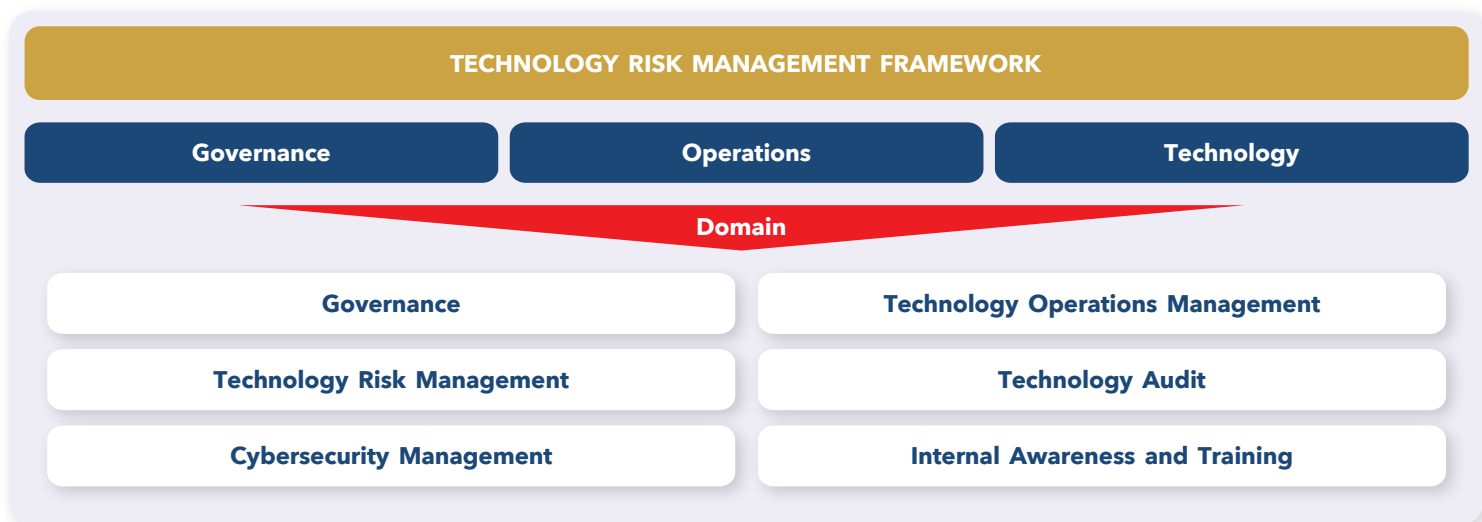 TECHNOLOGY RISK MANAGEMENT FRAMEWORK
Governance
Operations
Technology
Domain
Governance
Technology Operations Management
Technology Risk Management
Technology Audit
Cybersecurity Management
Internal Awareness and Training